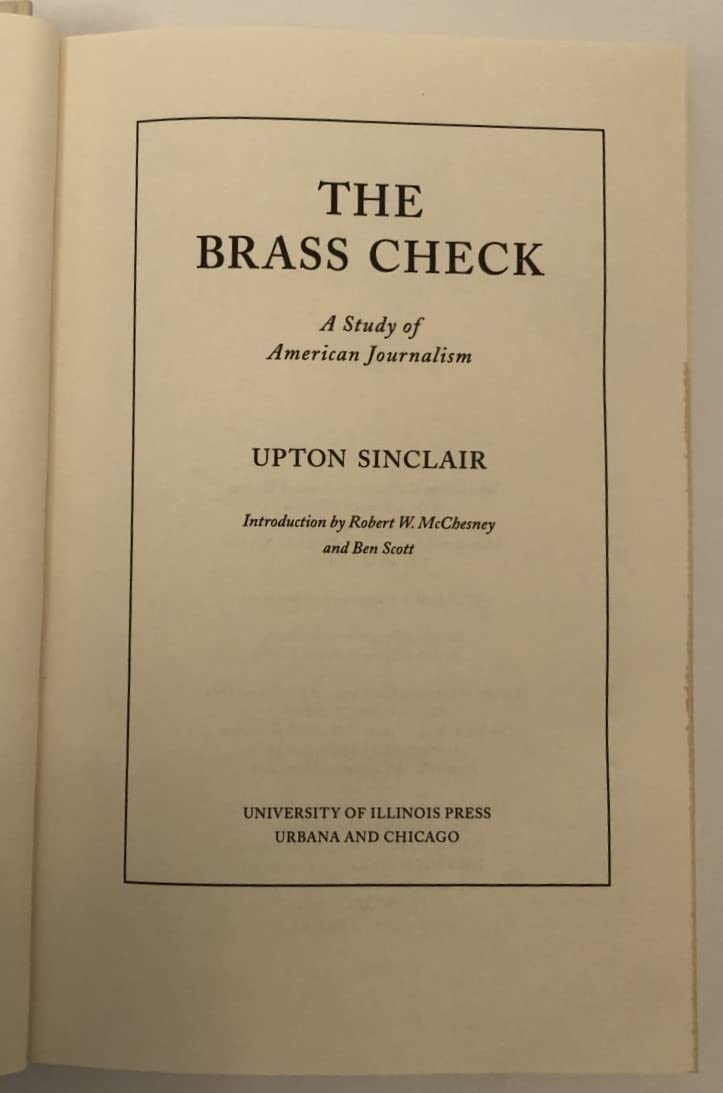 THE
BRASS CHECK
A Study of
American Journalism
UPTON SINCLAIR
Introduction by Robert W. McChesney
and Ben Scott
UNIVERSITY OF ILLINOIS PRESS
URBANA AND CHICAGO